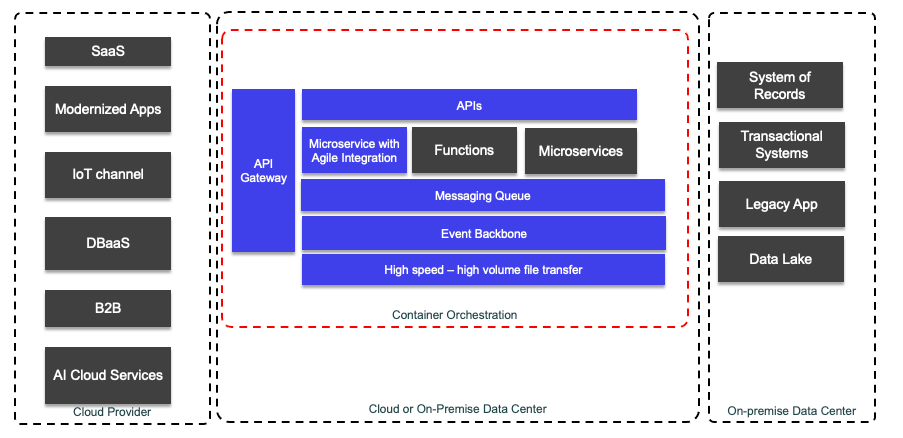 SaaS
Modernized Apps
IoT channel
DBaaS
B2B
AI Cloud Services
Cloud Provider
API
Gateway
APIs
Microservice with
Agile Integration
Functions
Microservices
Messaging Queue
Event Backbone
High speed – high volume file transfer
Container Orchestration
Cloud or On-Premise Data Center
System of
Records
Transactional
Systems
Legacy App
Data Lake
On-premise Data Center